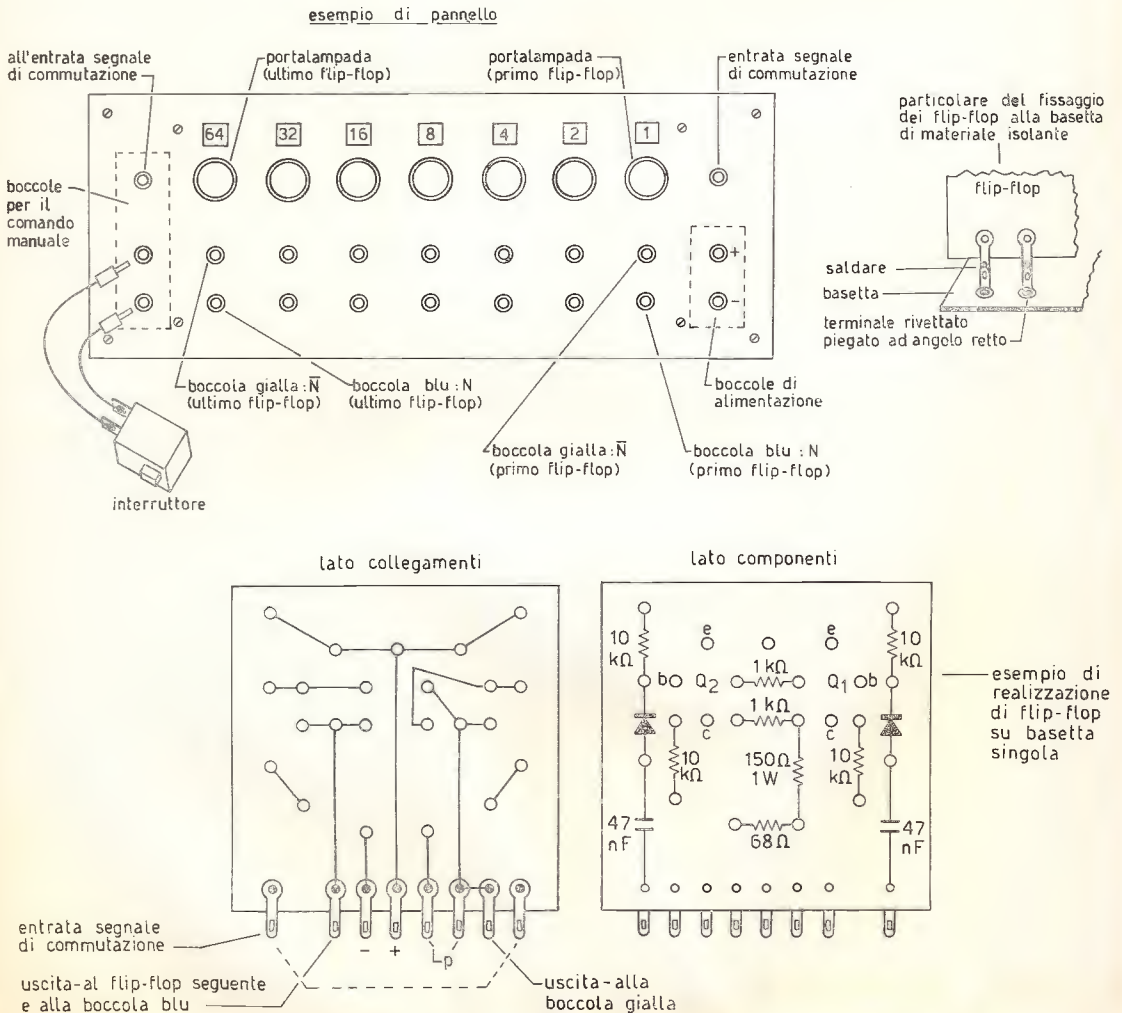 esempio di pannello
all'entrata segnale
di commutazione
portalampada
(ultimo flip-flop)
portalampada
(primo flip-flop)
entrata segnale
di commutazione
particolare del fissaggio
dei flip-flop alla basetta
di materiale isolante
64
32
16
8
4
2
1
flip-flop
boccole
per il
comando
manuale
+
-
saldare
basetta
terminale rivettato
piegato ad angolo retto
boccola gialla: N̅
(ultimo flip-flop)
boccola blu : N
(ultimo flip-flop)
boccole di
alimentazione
boccola gialla: N̅
(primo flip-flop)
boccola blu : N
(primo flip-flop)
interruttore
lato collegamenti
lato componenti
10
kΩ
e
e
10
kΩ
1kΩ
b
Q2
Q1
b
1kΩ
c
c
10
kΩ
150Ω
1W
10
kΩ
47
nF
68Ω
47
nF
esempio di
realizzazione
di flip-flop
su basetta
singola
entrata segnale
di commutazione
-
+
Lp
uscita-al flip-flop seguente
e alla boccola blu
uscita-alla
boccola gialla